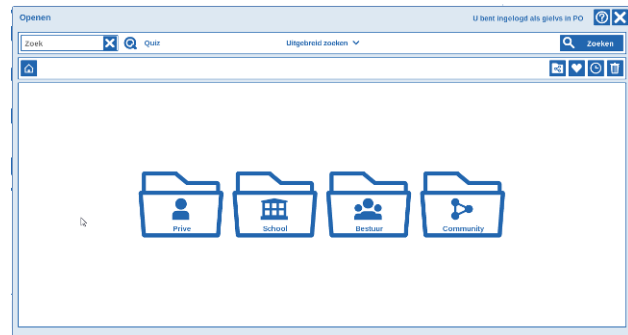 Openen
U bent ingelogd als gielvs in PO
Zoek
Quiz
Uitgebreid zoeken
Zoeken
Prive
School
Bestuur
Community